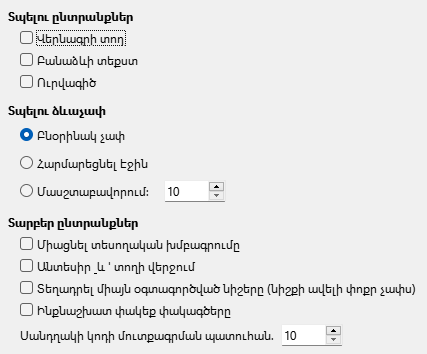 Տպելու ընտրանքներ
Վերնագրի տող
Բանաձևի տեքստ
Ուրվագիծ
Տպելու ձևաչափ
Բնօրինակ չափ
Հարմարեցնել էջին
Մասշտաբավորում: 10
Տարբեր ընտրանքներ
Միացնել տեսողական խմբագրումը
Անտեսիր _և ' տողի վերջում
Տեղադրել միայն օգտագործված նիշերը (նիշքի ավելի փոքր չափս)
Ինքնաշխատ փակեք փակագծերը
Սանդղակի կոդի մուտքագրման պատուհան. 10